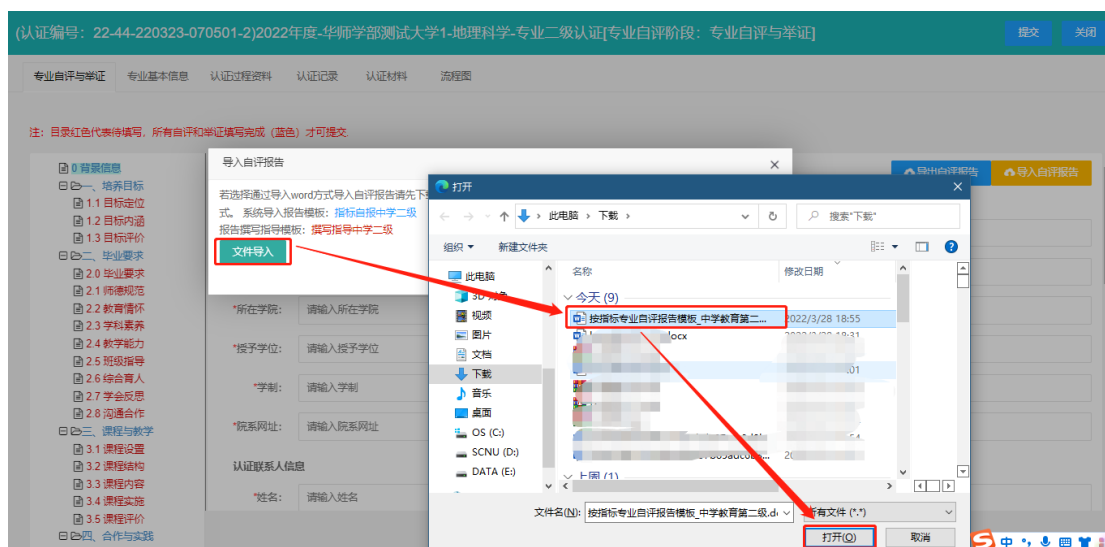 (认证编号：22-44-220323-070501-2)2022年度-华师学部测试大学1-地理科学-专业二级认证[专业自评阶段：专业自评与举证]
提交
关闭
专业自评与举证
专业基本信息
认证过程资料
认证记录
认证材料
流程图
注：目录红色代表待填写，所有自评和举证填写完成（蓝色）才可提交
导出自评报告
导入自评报告
0 背景信息
一、培养目标
1.1 目标定位
1.2 目标内涵
1.3 目标评价
二、毕业要求
2.0 毕业要求
2.1 师德规范
2.2 教育情怀
2.3 学科素养
2.4 教学能力
2.5 班级指导
2.6 综合育人
2.7 学会反思
2.8 沟通合作
三、课程与教学
3.1 课程设置
3.2 课程结构
3.3 课程内容
3.4 课程实施
3.5 课程评价
四、合作与实践
导入自评报告
若选择通过导入word方式导入自评报告请先下
式。 系统导入报告模板：指标自报中学二级
报告撰写指导模板：撰写指导中学二级
文件导入
*所在学院：
请输入所在学院
*授予学位：
请输入授予学位
*学制：
请输入学制
*院系网址：
请输入院系网址
认证联系人信息
*姓名：
请输入姓名
打开
此电脑
下载
搜索"下载"
组织
新建文件夹
此电脑
3D 对象
视频
图片
文档
下载
音乐
桌面
OS (C:)
SCNU (D:)
DATA (E:)
名称
修改日期
今天 (9)
按指标专业自评报告模板_中学教育第二...
2022/3/28 18:55
ocx
2022/3/28 18:31
上周 (1)
文件名(N):
按指标专业自评报告模板_中学教育第二级.d
所有文件 (*.*)
打开(O)
取消
中